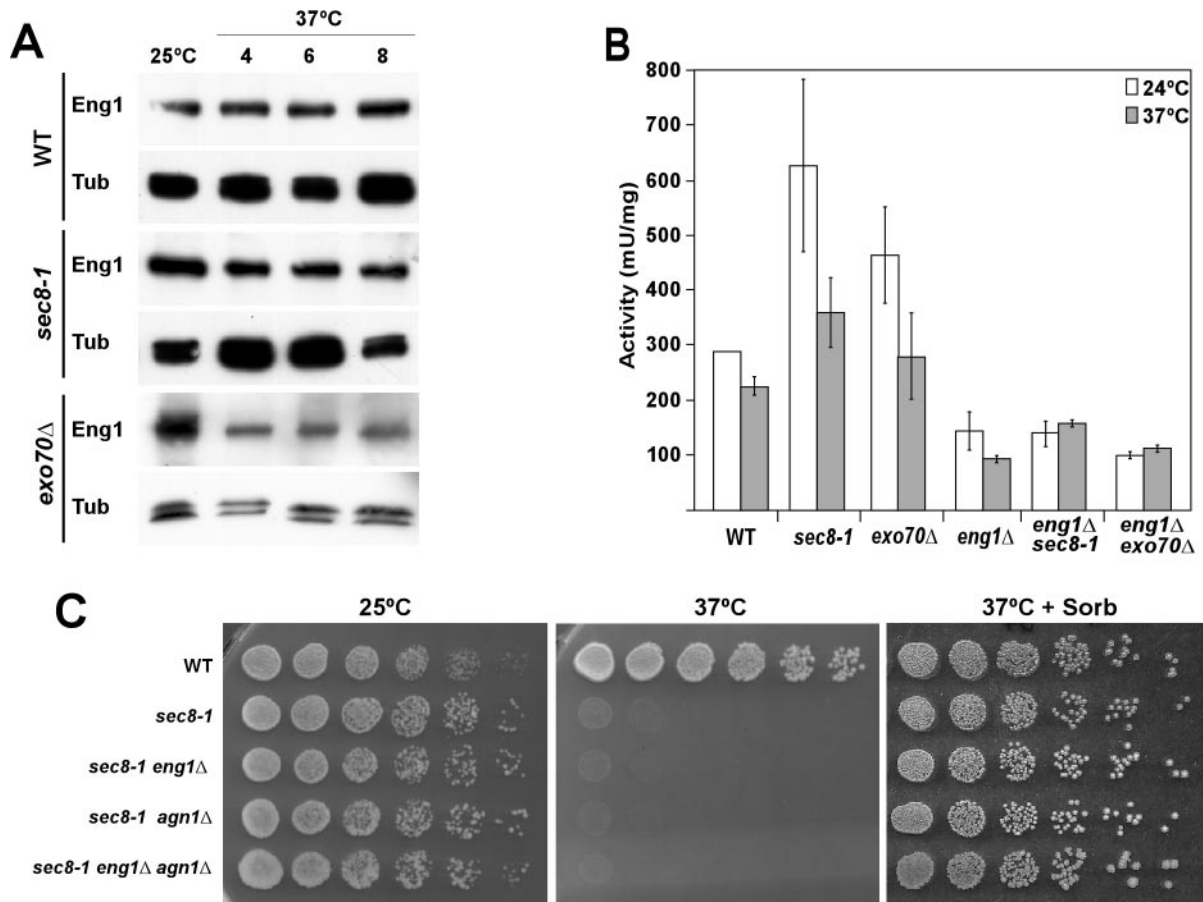 A
37ºC
25ºC 4 6 8
WT
Eng1
Tub
sec8-1
Eng1
Tub
exo70Δ
Eng1
Tub
B
Activity (mU/mg)
800
700
600
500
400
300
200
100
24ºC
37ºC
WT
sec8-1
exo70Δ
eng1Δ
eng1Δ
sec8-1
eng1Δ
exo70Δ
C
25ºC 37ºC 37ºC + Sorb
WT
sec8-1
sec8-1 eng1Δ
sec8-1 agn1Δ
sec8-1 eng1Δ agn1Δ